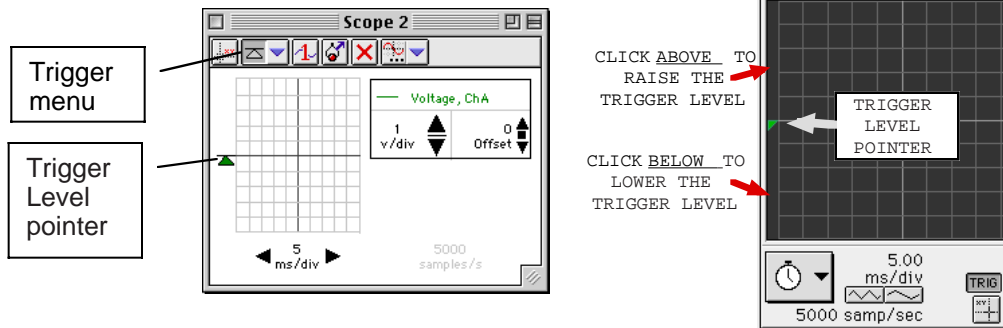 Trigger
menu
Trigger
Level
pointer
Scope 2
Voltage, ChA
1
v/div
0
Offset
5
ms/div
5000
samples/s
CLICK ABOVE TO
RAISE THE
TRIGGER LEVEL
CLICK BELOW TO
LOWER THE
TRIGGER LEVEL
TRIGGER
LEVEL
POINTER
5.00
ms/div
5000 samp/sec
TRIG